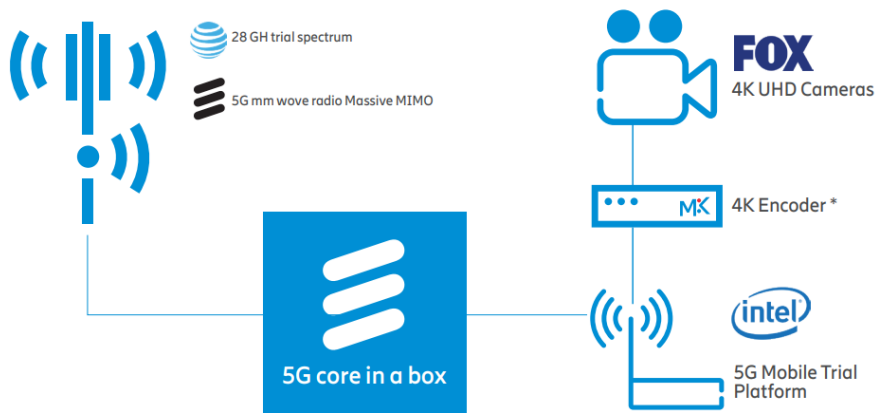 28 GH trial spectrum
5G mm wave radio Massive MIMO
FOX
4K UHD Cameras
MK
4K Encoder *
intel
5G Mobile Trial
Platform
5G core in a box